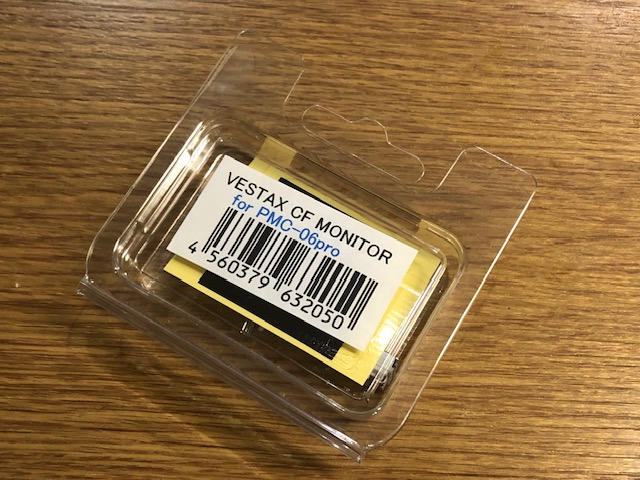 VESTAX CF MONITOR
for PMC-06pro
4 560379 632050